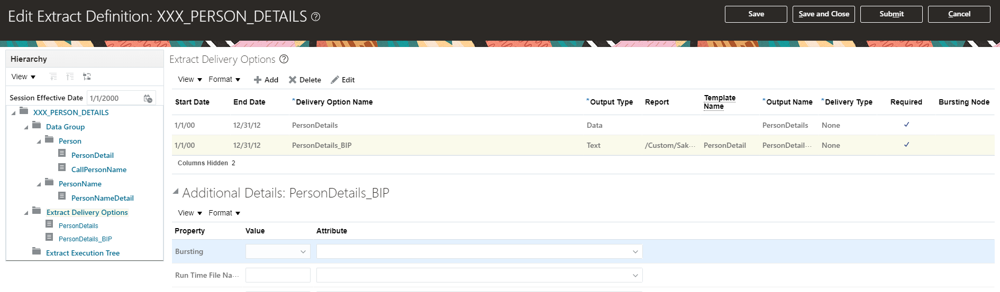 Edit Extract Definition: XXX_PERSON_DETAILS
Save
Save and Close
Submit
Cancel
Hierarchy
View
Session Effective Date 1/1/2000
XXX_PERSON_DETAILS
Data Group
Person
PersonDetail
CallPersonName
PersonName
PersonNameDetail
Extract Delivery Options
PersonDetails
PersonDetails_BIP
Extract Execution Tree
Extract Delivery Options
View Format Add Delete Edit
Start Date End Date *Delivery Option Name *Output Type Report Template Name *Output Name *Delivery Type Required Bursting Node
1/1/00 12/31/12 PersonDetails Data PersonDetails None ✓
1/1/00 12/31/12 PersonDetails_BIP Text /Custom/Sak... PersonDetail PersonDetail... None ✓
Columns Hidden 2
Additional Details: PersonDetails_BIP
View Format
Property Value Attribute
Bursting
Run Time File Na...